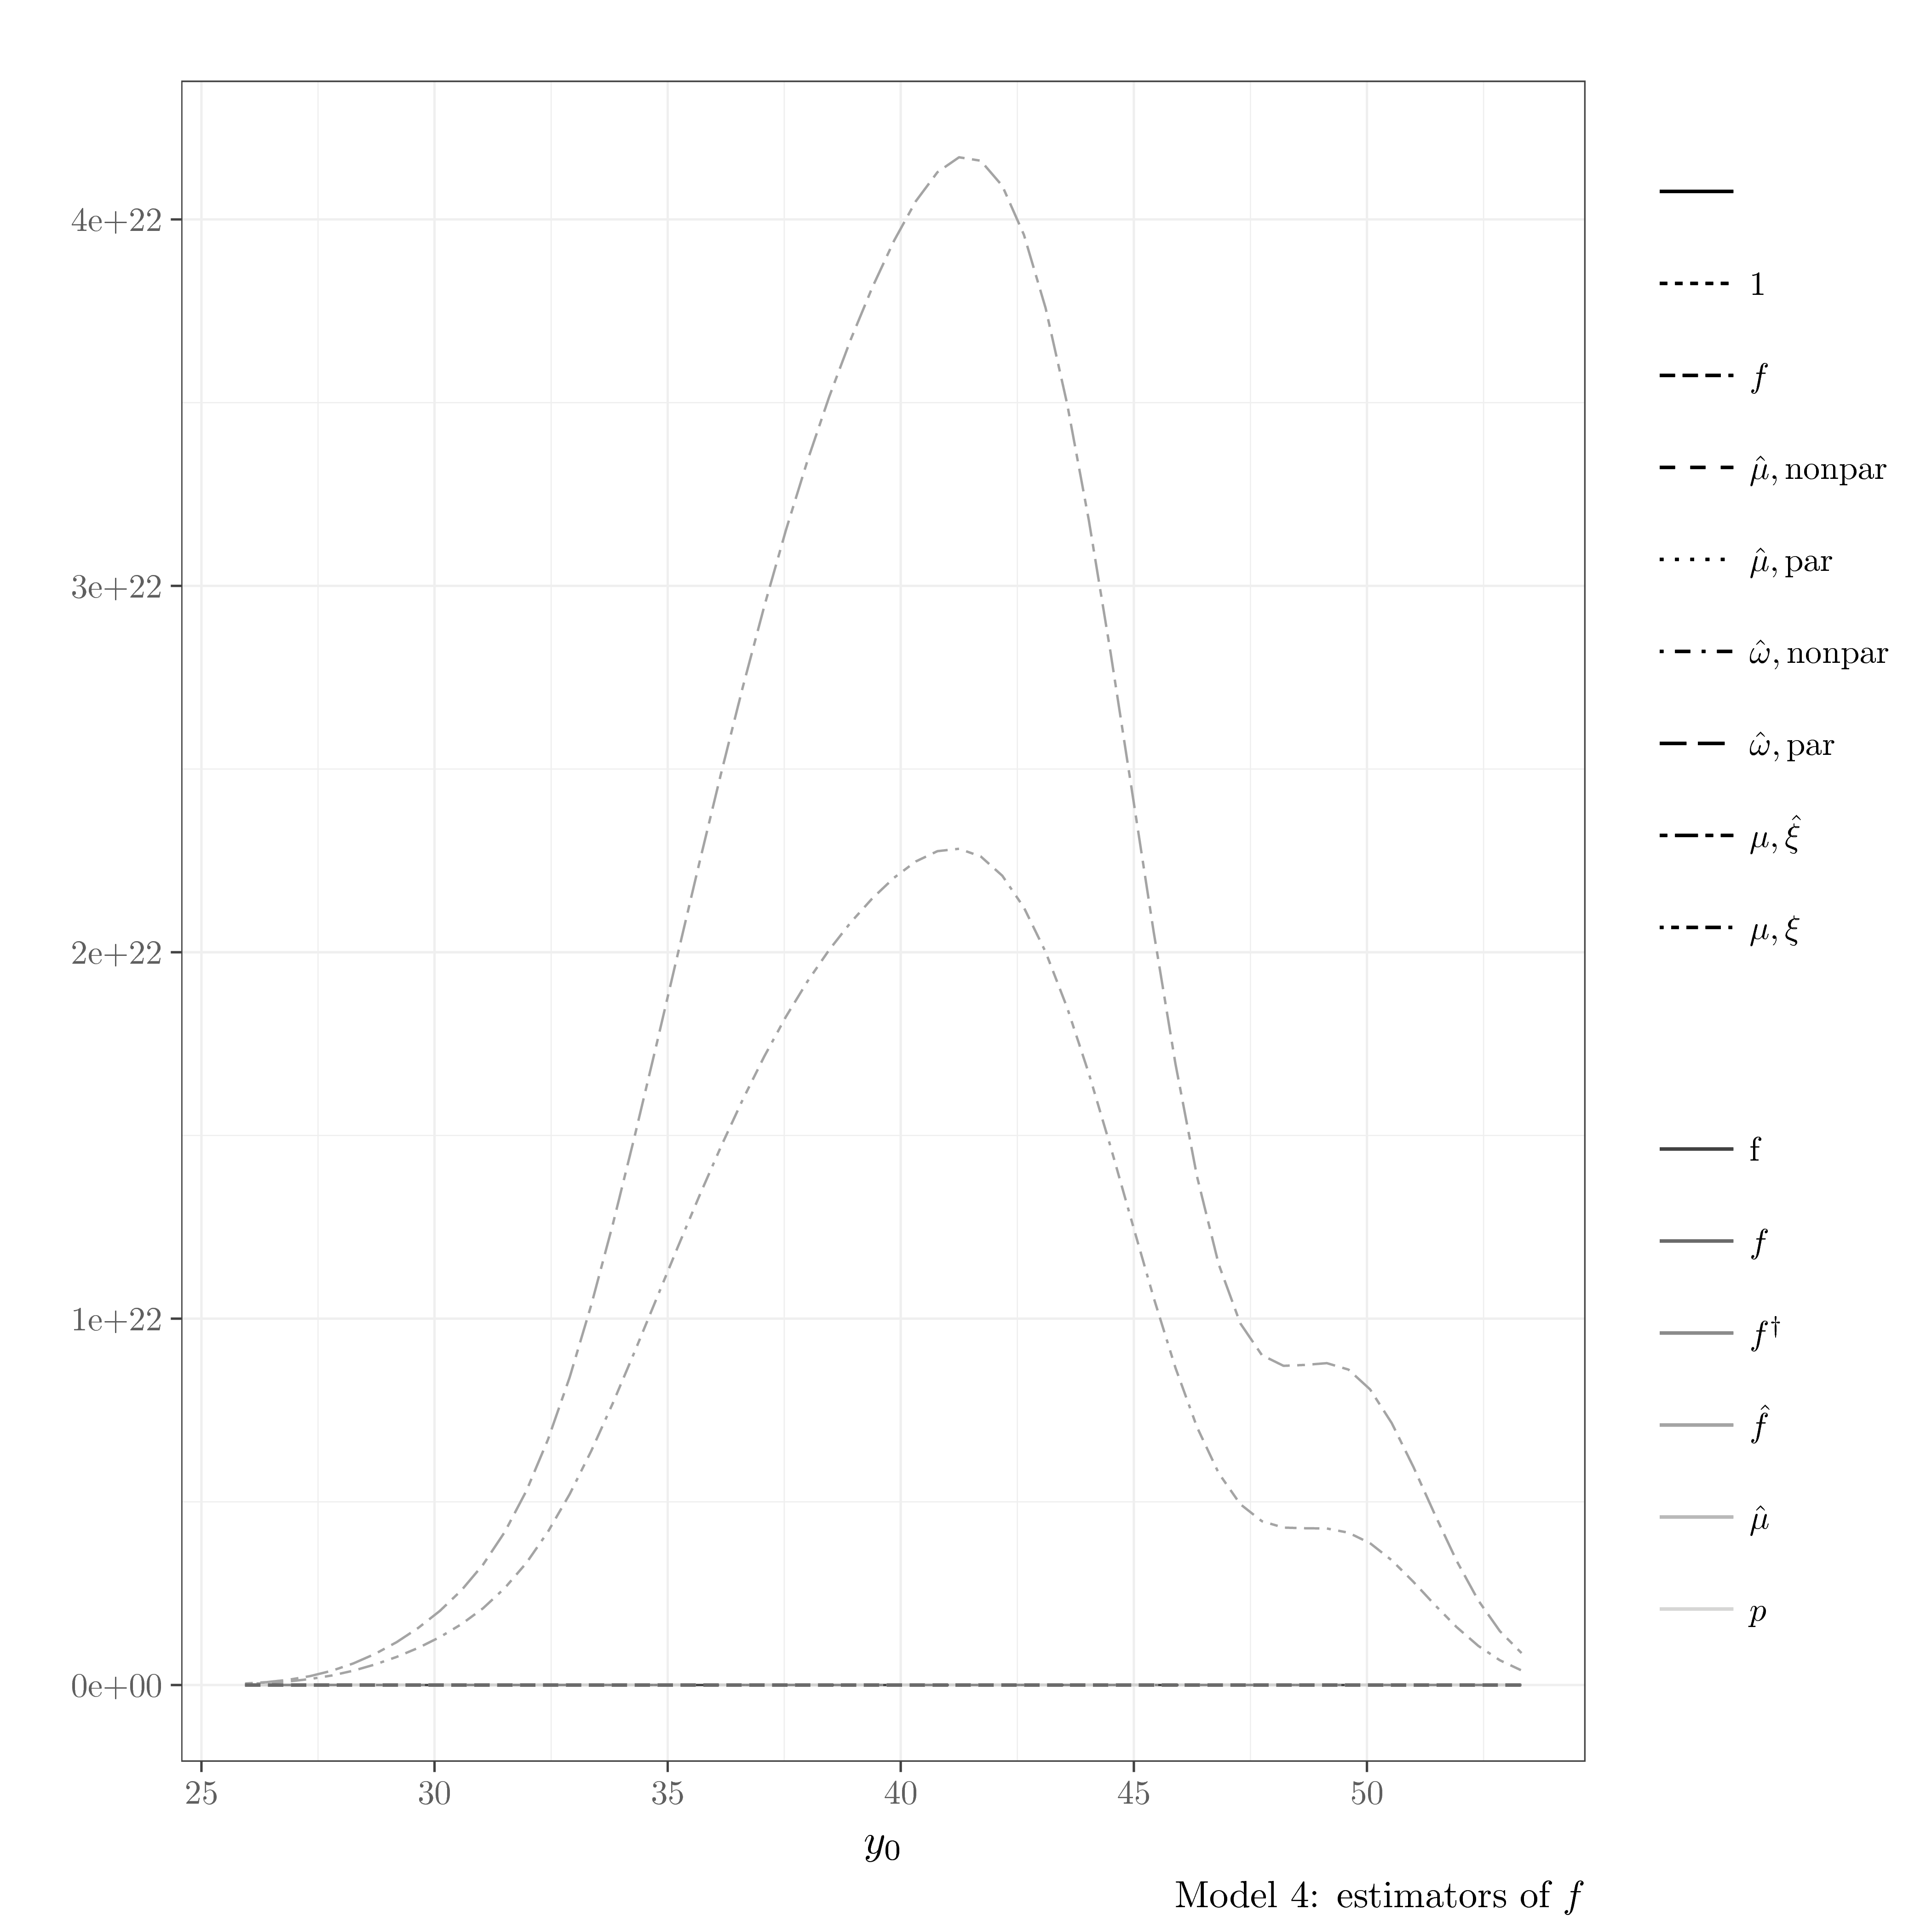 4e+22
3e+22
2e+22
1e+22
0e+00
25 30 35 40 45 50
y₀
Model 4: estimators of f
1
f
μ̂, nonpar
μ̂, par
ω̂, nonpar
ω̂, par
μ, ξ̂
μ, ξ
f
f
f†
f̂
μ̂
p